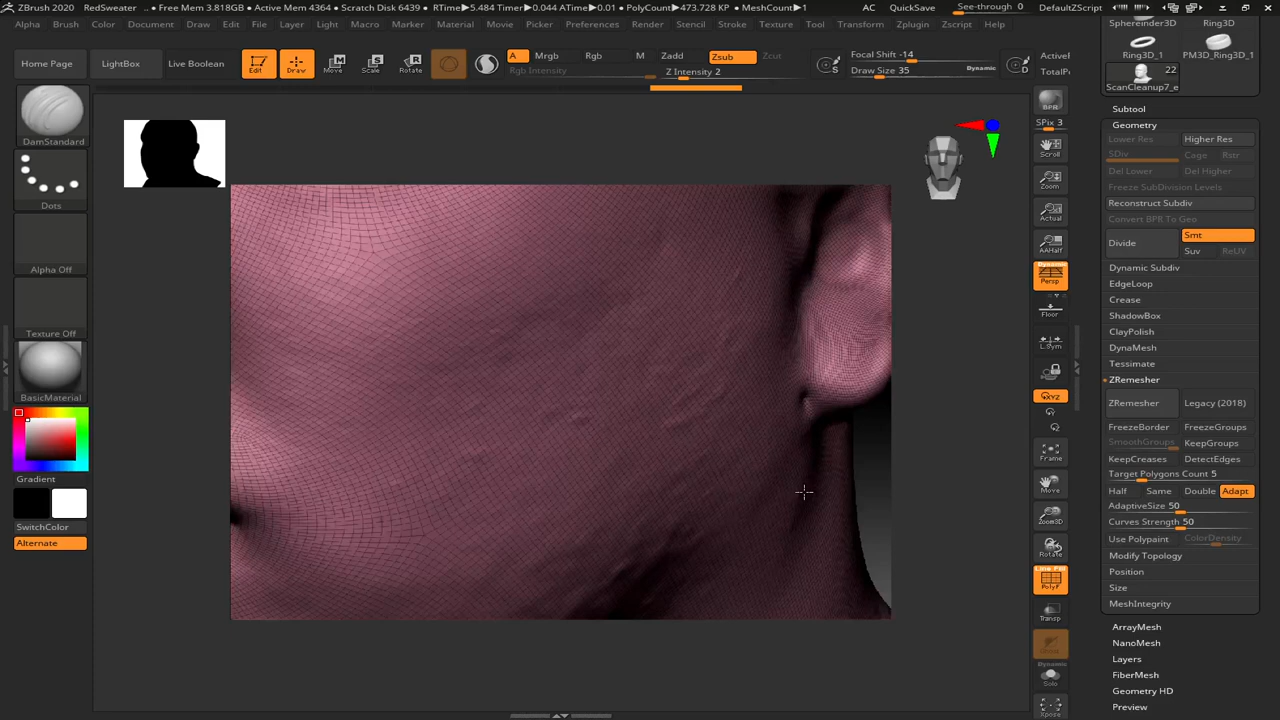 ZBrush 2020 RedSweater .. • Free Mem 3.818GB • Active Mem 4364 • Scratch Disk 6439 • RTime▶5.484 Timer▶0.044 ATime▶0.01 • PolyCount▶473.728 KP • MeshCount▶1 AC QuickSave See-through 0 DefaultZScript
Alpha Brush Color Document Draw Edit File Layer Light Macro Marker Material Movie Picker Preferences Render Stencil Stroke Texture Tool Transform Zplugin Zscript Help
Home Page LightBox Live Boolean Edit Draw Move Scale Rotate A Mrgb Rgb M Zadd Zsub Zcut Focal Shift -14 ActiveP
Rgb Intensity Z Intensity 2 Draw Size 35 Dynamic TotalPo
S D
DamStandard
Dots
Alpha Off
Texture Off
BasicMaterial
Gradient
SwitchColor
Alternate
BPR
SPix 3
Scroll
Zoom
Actual
AAHalf
Dynamic
Persp
Floor
L.Sym
XYZ
Y
Z
Frame
Move
Zoom3D
Rotate
Line Fill
PolyF
Transp
Ghost
Dynamic
Solo
Xpose
Sphereinder3D Ring3D
Ring3D_1 PM3D_Ring3D_1
22
ScanCleanup7_e
Subtool
Geometry
Lower Res Higher Res
SDiv Cage Rstr
Del Lower Del Higher
Freeze SubDivision Levels
Reconstruct Subdiv
Convert BPR To Geo
Divide Smt
Suv ReUV
Dynamic Subdiv
EdgeLoop
Crease
ShadowBox
ClayPolish
DynaMesh
Tessimate
ZRemesher
ZRemesher Legacy (2018)
FreezeBorder FreezeGroups
SmoothGroups KeepGroups
KeepCreases DetectEdges
Target Polygons Count 5
Half Same Double Adapt
AdaptiveSize 50
Curves Strength 50
Use Polypaint ColorDensity
Modify Topology
Position
Size
MeshIntegrity
ArrayMesh
NanoMesh
Layers
FiberMesh
Geometry HD
Preview